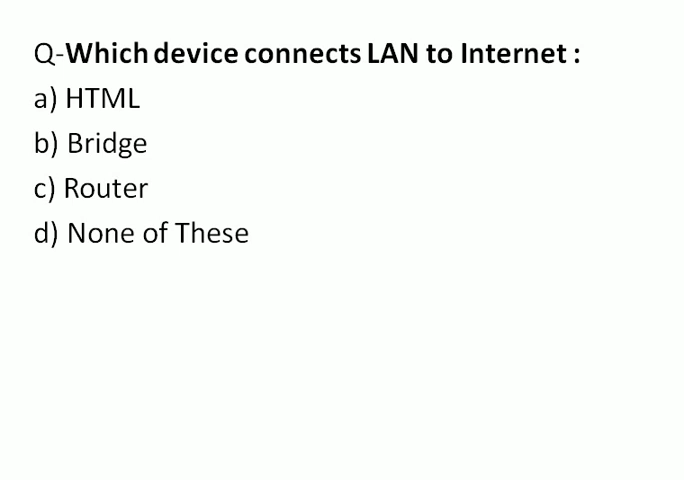 Q-Which device connects LAN to Internet :
a) HTML
b) Bridge
c) Router
d) None of These